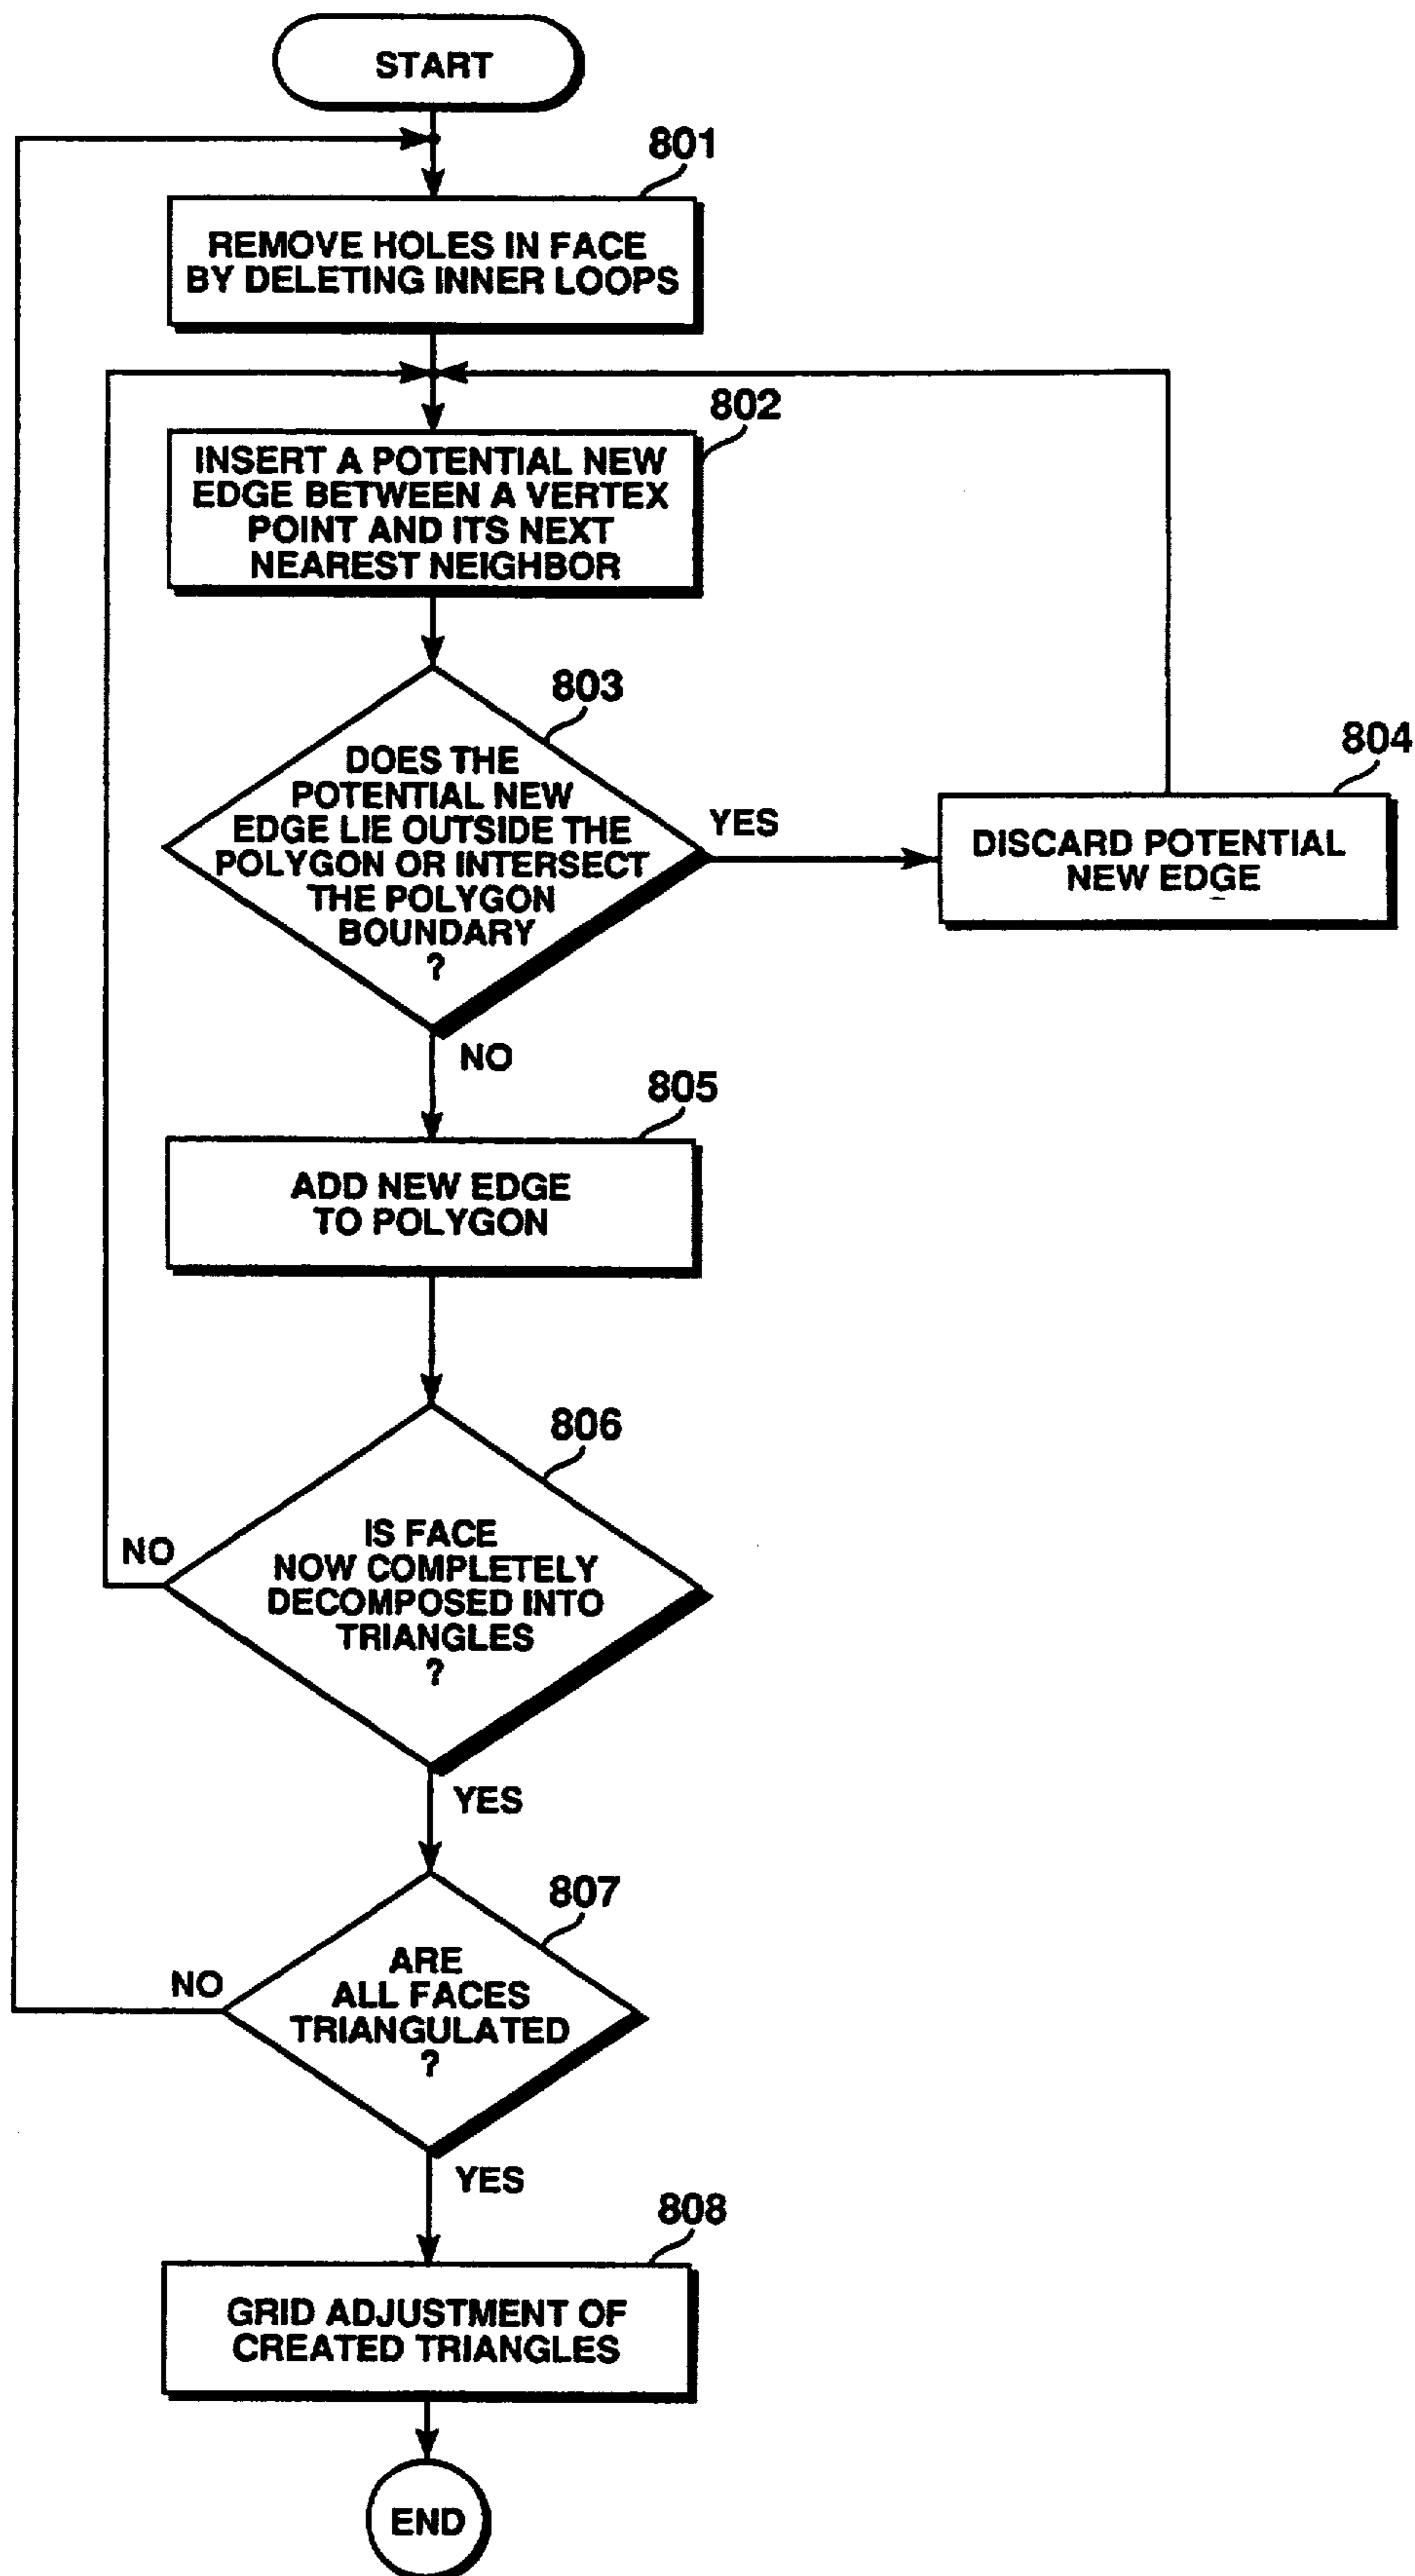 START
801
REMOVE HOLES IN FACE
BY DELETING INNER LOOPS
802
INSERT A POTENTIAL NEW
EDGE BETWEEN A VERTEX
POINT AND ITS NEXT
NEAREST NEIGHBOR
803
DOES THE
POTENTIAL NEW
EDGE LIE OUTSIDE THE
POLYGON OR INTERSECT
THE POLYGON
BOUNDARY
?
YES
804
DISCARD POTENTIAL
NEW EDGE
NO
805
ADD NEW EDGE
TO POLYGON
806
IS FACE
NOW COMPLETELY
DECOMPOSED INTO
TRIANGLES
?
NO
YES
807
ARE
ALL FACES
TRIANGULATED
?
NO
YES
808
GRID ADJUSTMENT OF
CREATED TRIANGLES
END